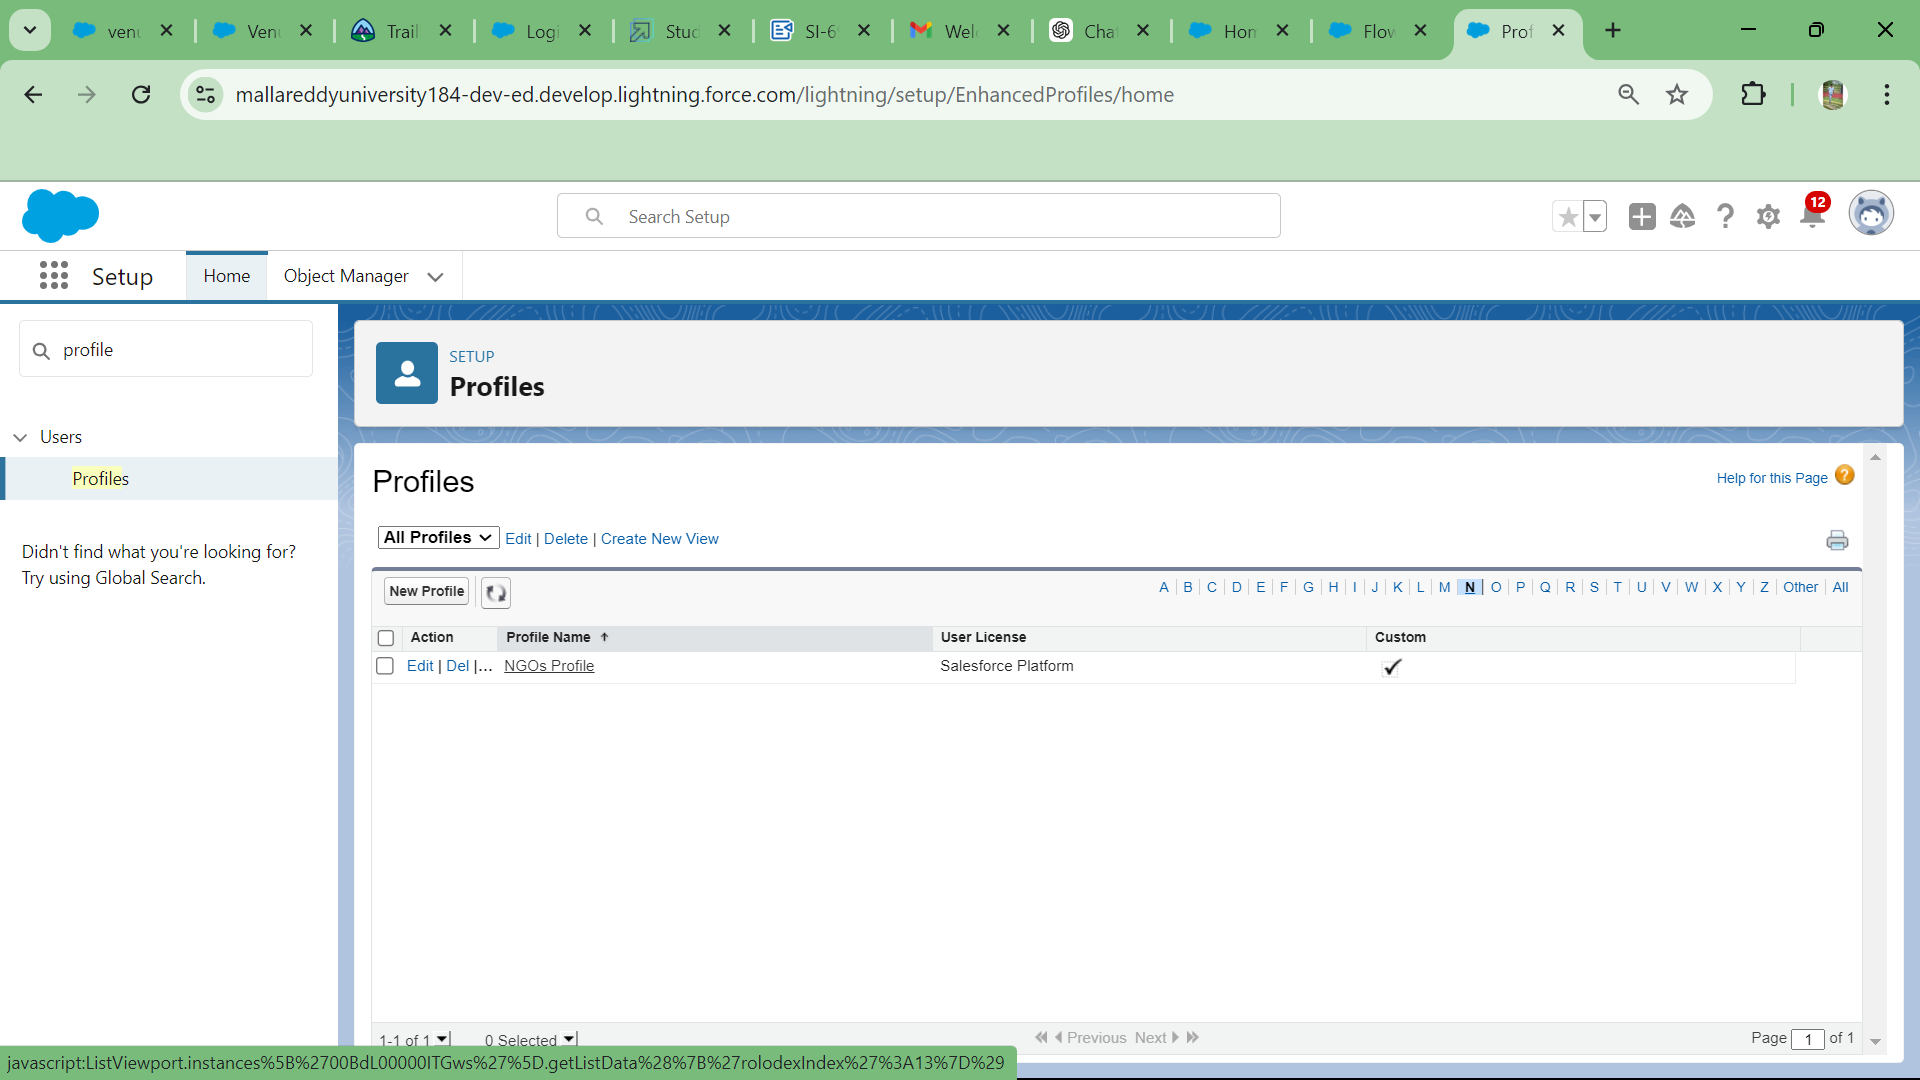 venu
Venu
Trail
Logi
Stud
SI-6
Wel
Cha
Hon
Flow
Prof
mallareddyuniversity184-dev-ed.develop.lightning.force.com/lightning/setup/EnhancedProfiles/home
Search Setup
12
Setup
Home
Object Manager
profile
Users
Profiles
Didn't find what you're looking for?
Try using Global Search.
SETUP
Profiles
Profiles
Help for this Page
All Profiles Edit | Delete | Create New View
New Profile
A B C D E F G H I J K L M N O P Q R S T U V W X Y Z Other All
Action Profile Name User License Custom
Edit | Del |... NGOs Profile Salesforce Platform
1-1 of 1 0 Selected Previous Next Page 1 of 1
javascript:ListViewport.instances%5B%2700BdL00000ITGws%27%5D.getListData%28%7B%27rolodexIndex%27%3A13%7D%29